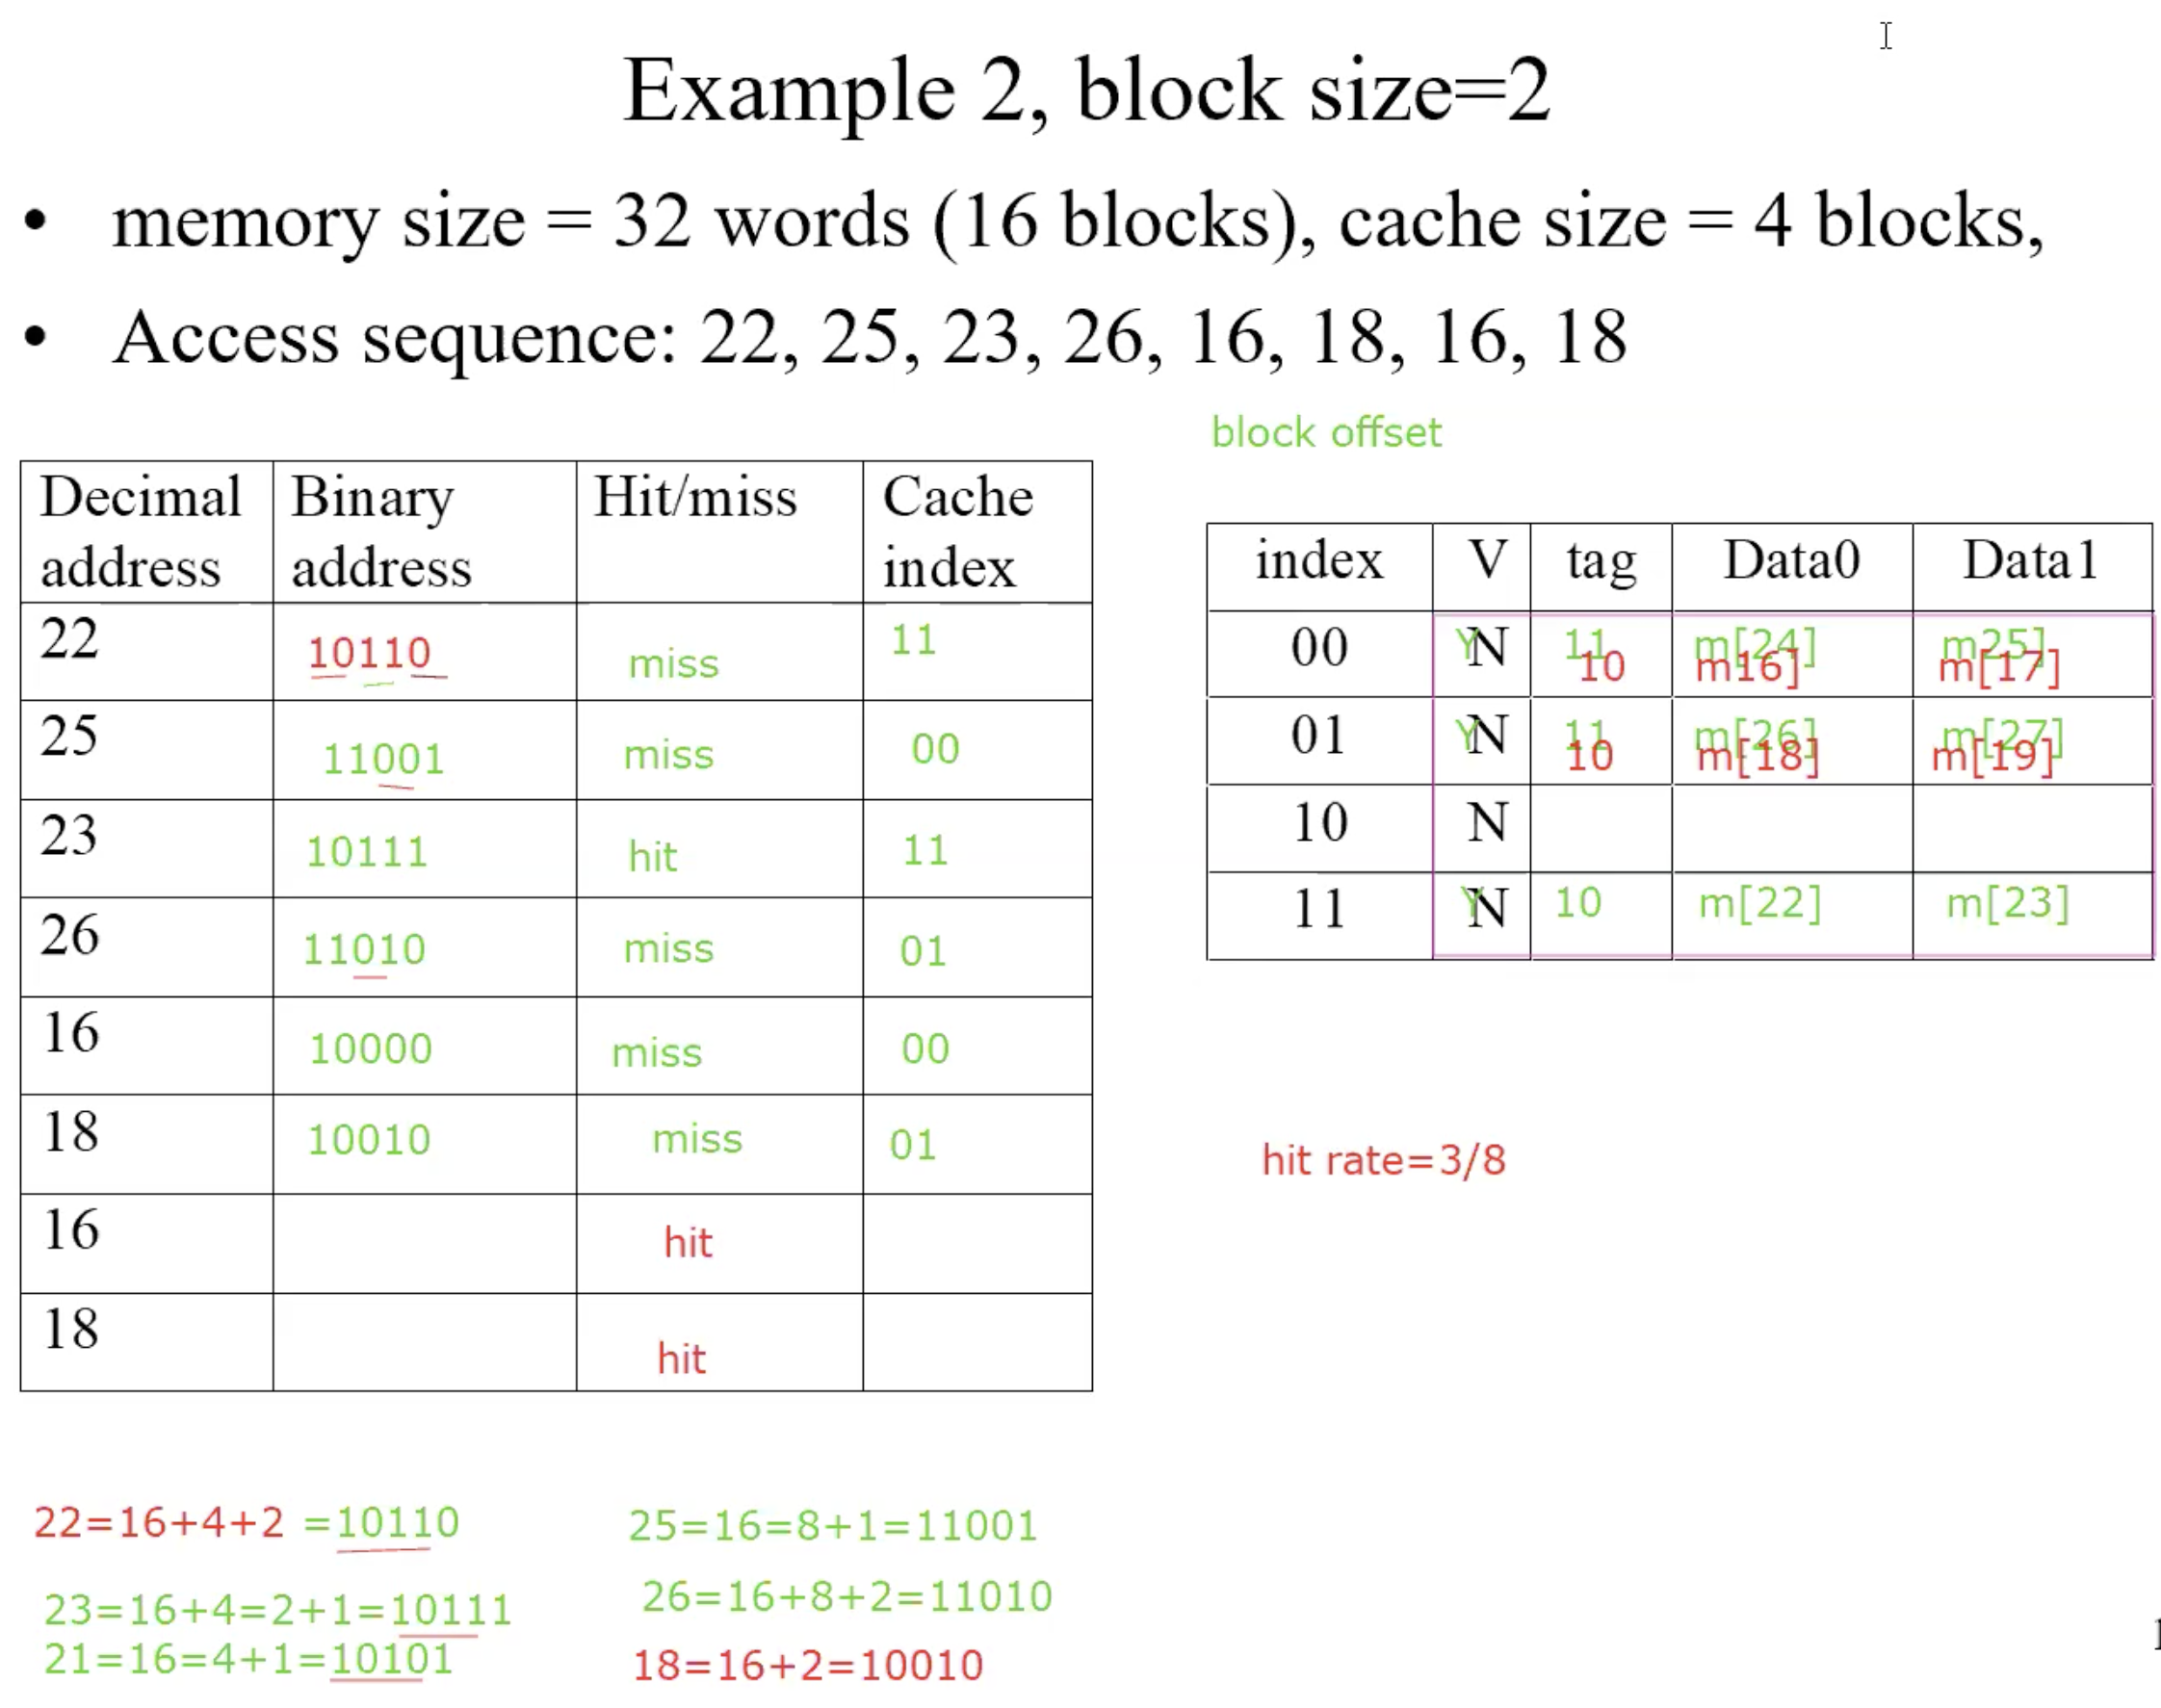 Example 2, block size=2
• memory size = 32 words (16 blocks), cache size = 4 blocks,
• Access sequence: 22, 25, 23, 26, 16, 18, 16, 18
block offset
Decimal address Binary address Hit/miss Cache index
22 10110 miss 11
25 11001 miss 00
23 10111 hit 11
26 11010 miss 01
16 10000 miss 00
18 10010 miss 01
16 hit
18 hit
index V tag Data0 Data1
00 Y N 11 m[24] m25]
10 m16] m[17]
01 Y N 11 m[26] m[27]
10 m[18] m[19]
10 N
11 Y N 10 m[22] m[23]
hit rate=3/8
22=16+4+2 =10110
23=16+4=2+1=10111
21=16=4+1=10101
25=16=8+1=11001
26=16+8+2=11010
18=16+2=10010
1